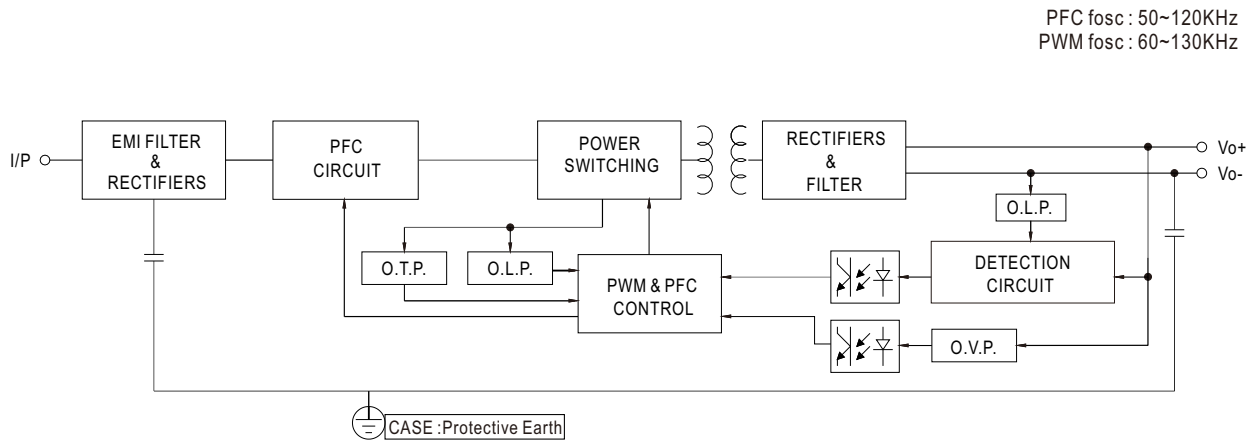 PFC fosc : 50~120KHz
PWM fosc : 60~130KHz
I/P
EMI FILTER
&
RECTIFIERS
PFC
CIRCUIT
POWER
SWITCHING
RECTIFIERS
&
FILTER
Vo+
Vo-
O.L.P.
O.T.P.
O.L.P.
PWM & PFC
CONTROL
DETECTION
CIRCUIT
O.V.P.
CASE :Protective Earth